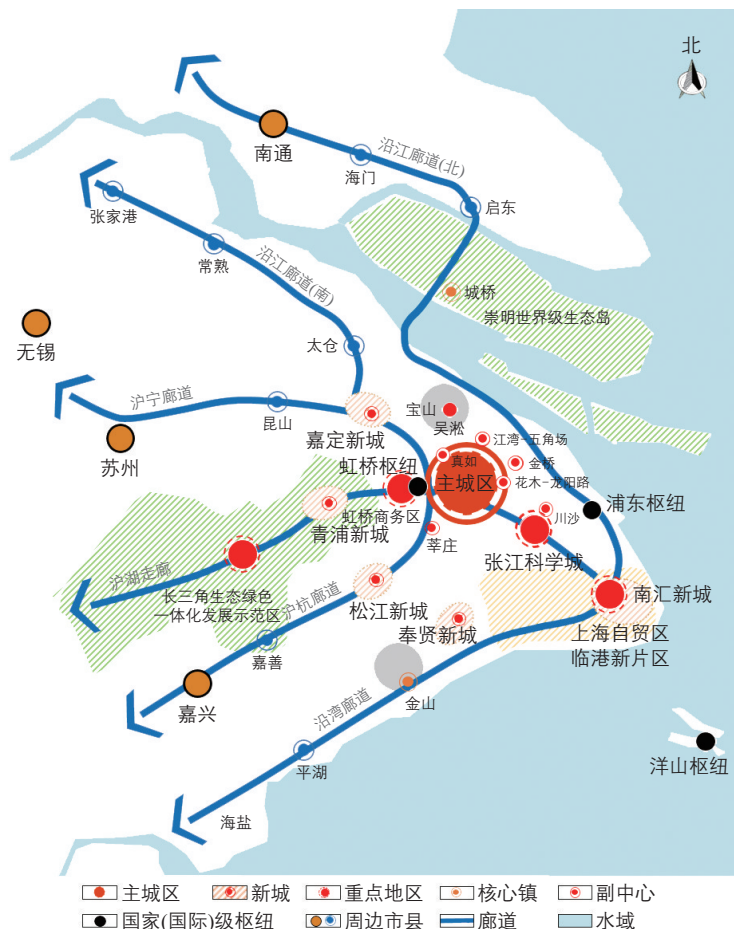 北
南通
沿江廊道(北)
海门
启东
张家港
常熟
沿江廊道(南)
城桥
崇明世界级生态岛
无锡
太仓
沪宁廊道
昆山
苏州
嘉定新城
宝山
吴淞
江湾-五角场
真如
金桥
虹桥枢纽
主城区
花木-龙阳路
虹桥商务区
浦东枢纽
川沙
青浦新城
莘庄
张江科学城
沪湖走廊
长三角生态绿色
一体化发展示范区
沪杭廊道
松江新城
奉贤新城
南汇新城
上海自贸区
临港新片区
嘉善
嘉兴
金山
沿湾廊道
平湖
洋山枢纽
海盐
主城区 新城 重点地区 核心镇 副中心
国家(国际)级枢纽 周边市县 廊道 水域